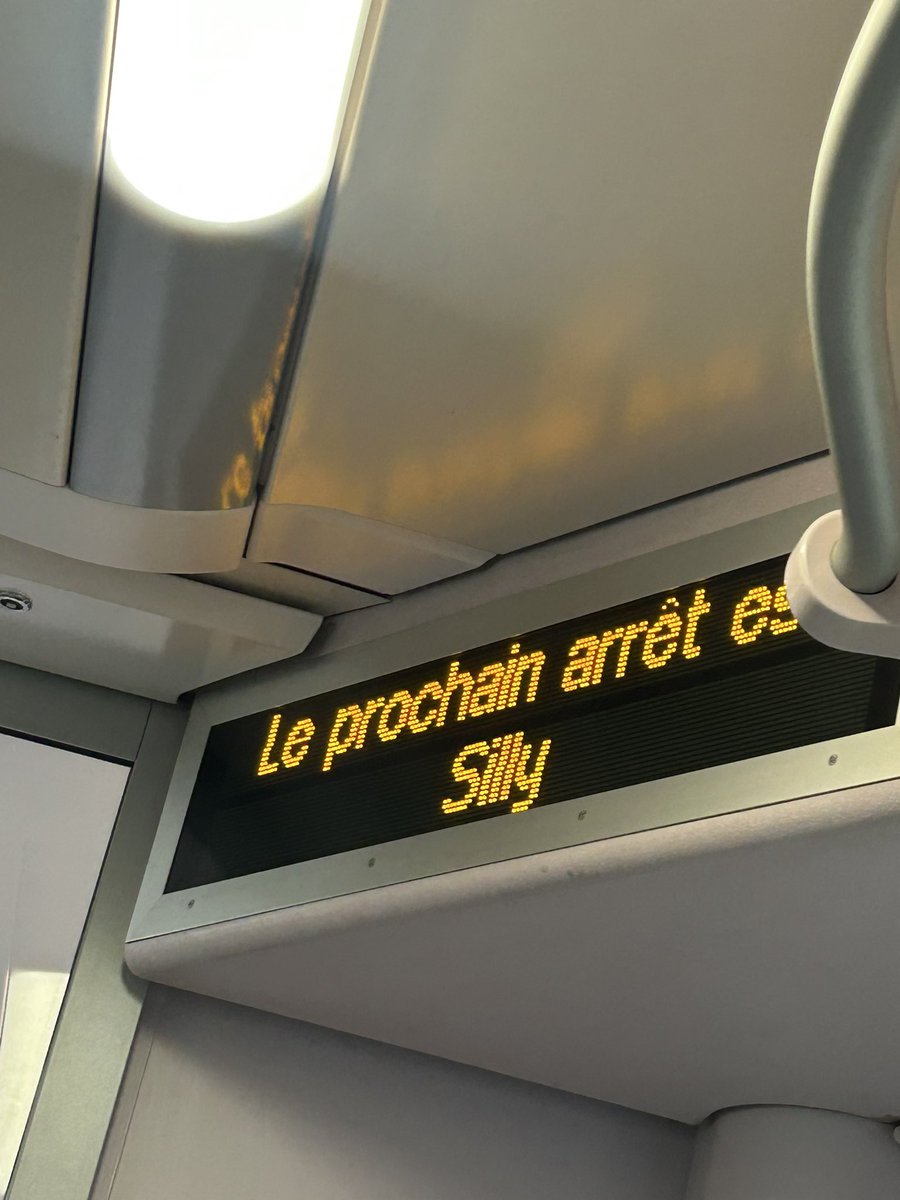 Le prochain arrêt es
Silly